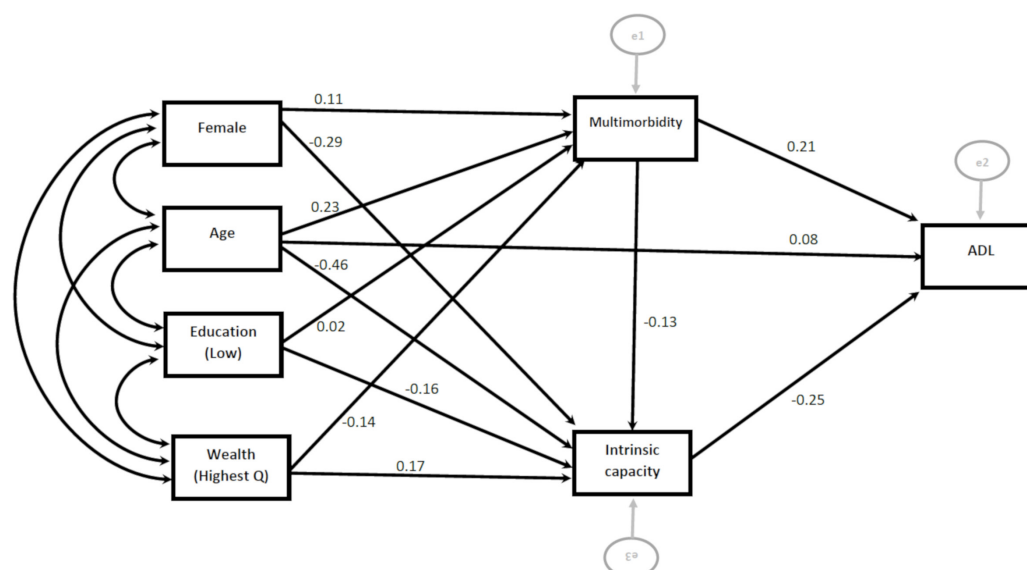 e1
Female
0.11
Multimorbidity
-0.29
0.21
e2
Age
0.23
0.08
ADL
-0.46
Education
(Low)
0.02
-0.13
-0.16
-0.25
-0.14
Wealth
(Highest Q)
0.17
Intrinsic
capacity
e3